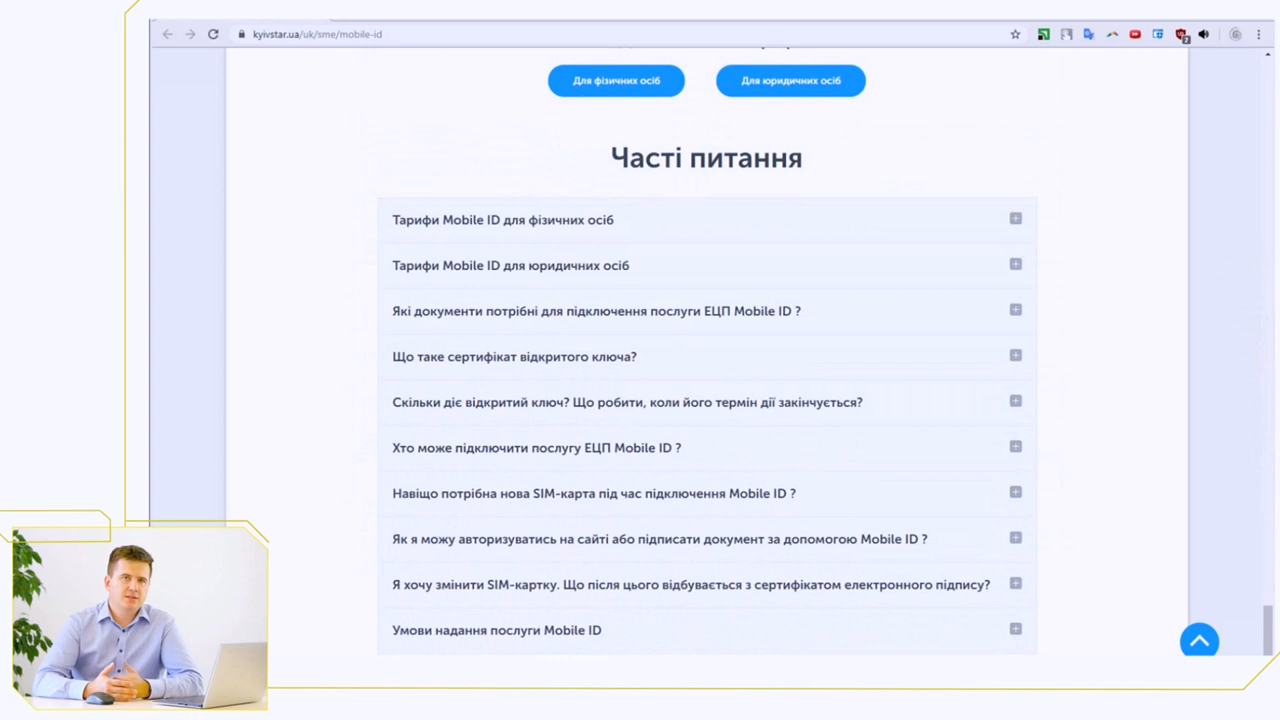 kyivstar.ua/uk/sme/mobile-id
Для фізичних осіб
Для юридичних осіб
Часті питання
Тарифи Mobile ID для фізичних осіб
Тарифи Mobile ID для юридичних осіб
Які документи потрібні для підключення послуги ЕЦП Mobile ID ?
Що таке сертифікат відкритого ключа?
Скільки діє відкритий ключ? Що робити, коли його термін дії закінчується?
Хто може підключити послугу ЕЦП Mobile ID ?
Навіщо потрібна нова SIM-карта під час підключення Mobile ID ?
Як я можу авторизуватись на сайті або підписати документ за допомогою Mobile ID ?
Я хочу змінити SIM-картку. Що після цього відбувається з сертифікатом електронного підпису?
Умови надання послуги Mobile ID